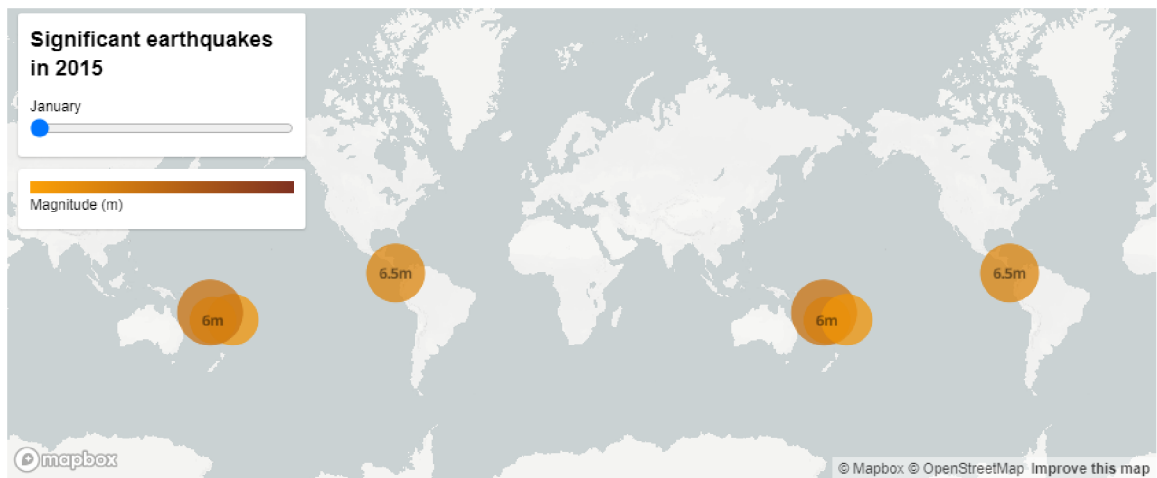 Significant earthquakes
in 2015
January
Magnitude (m)
6.5m
6.5m
6m
6m
mapbox
© Mapbox © OpenStreetMap Improve this map